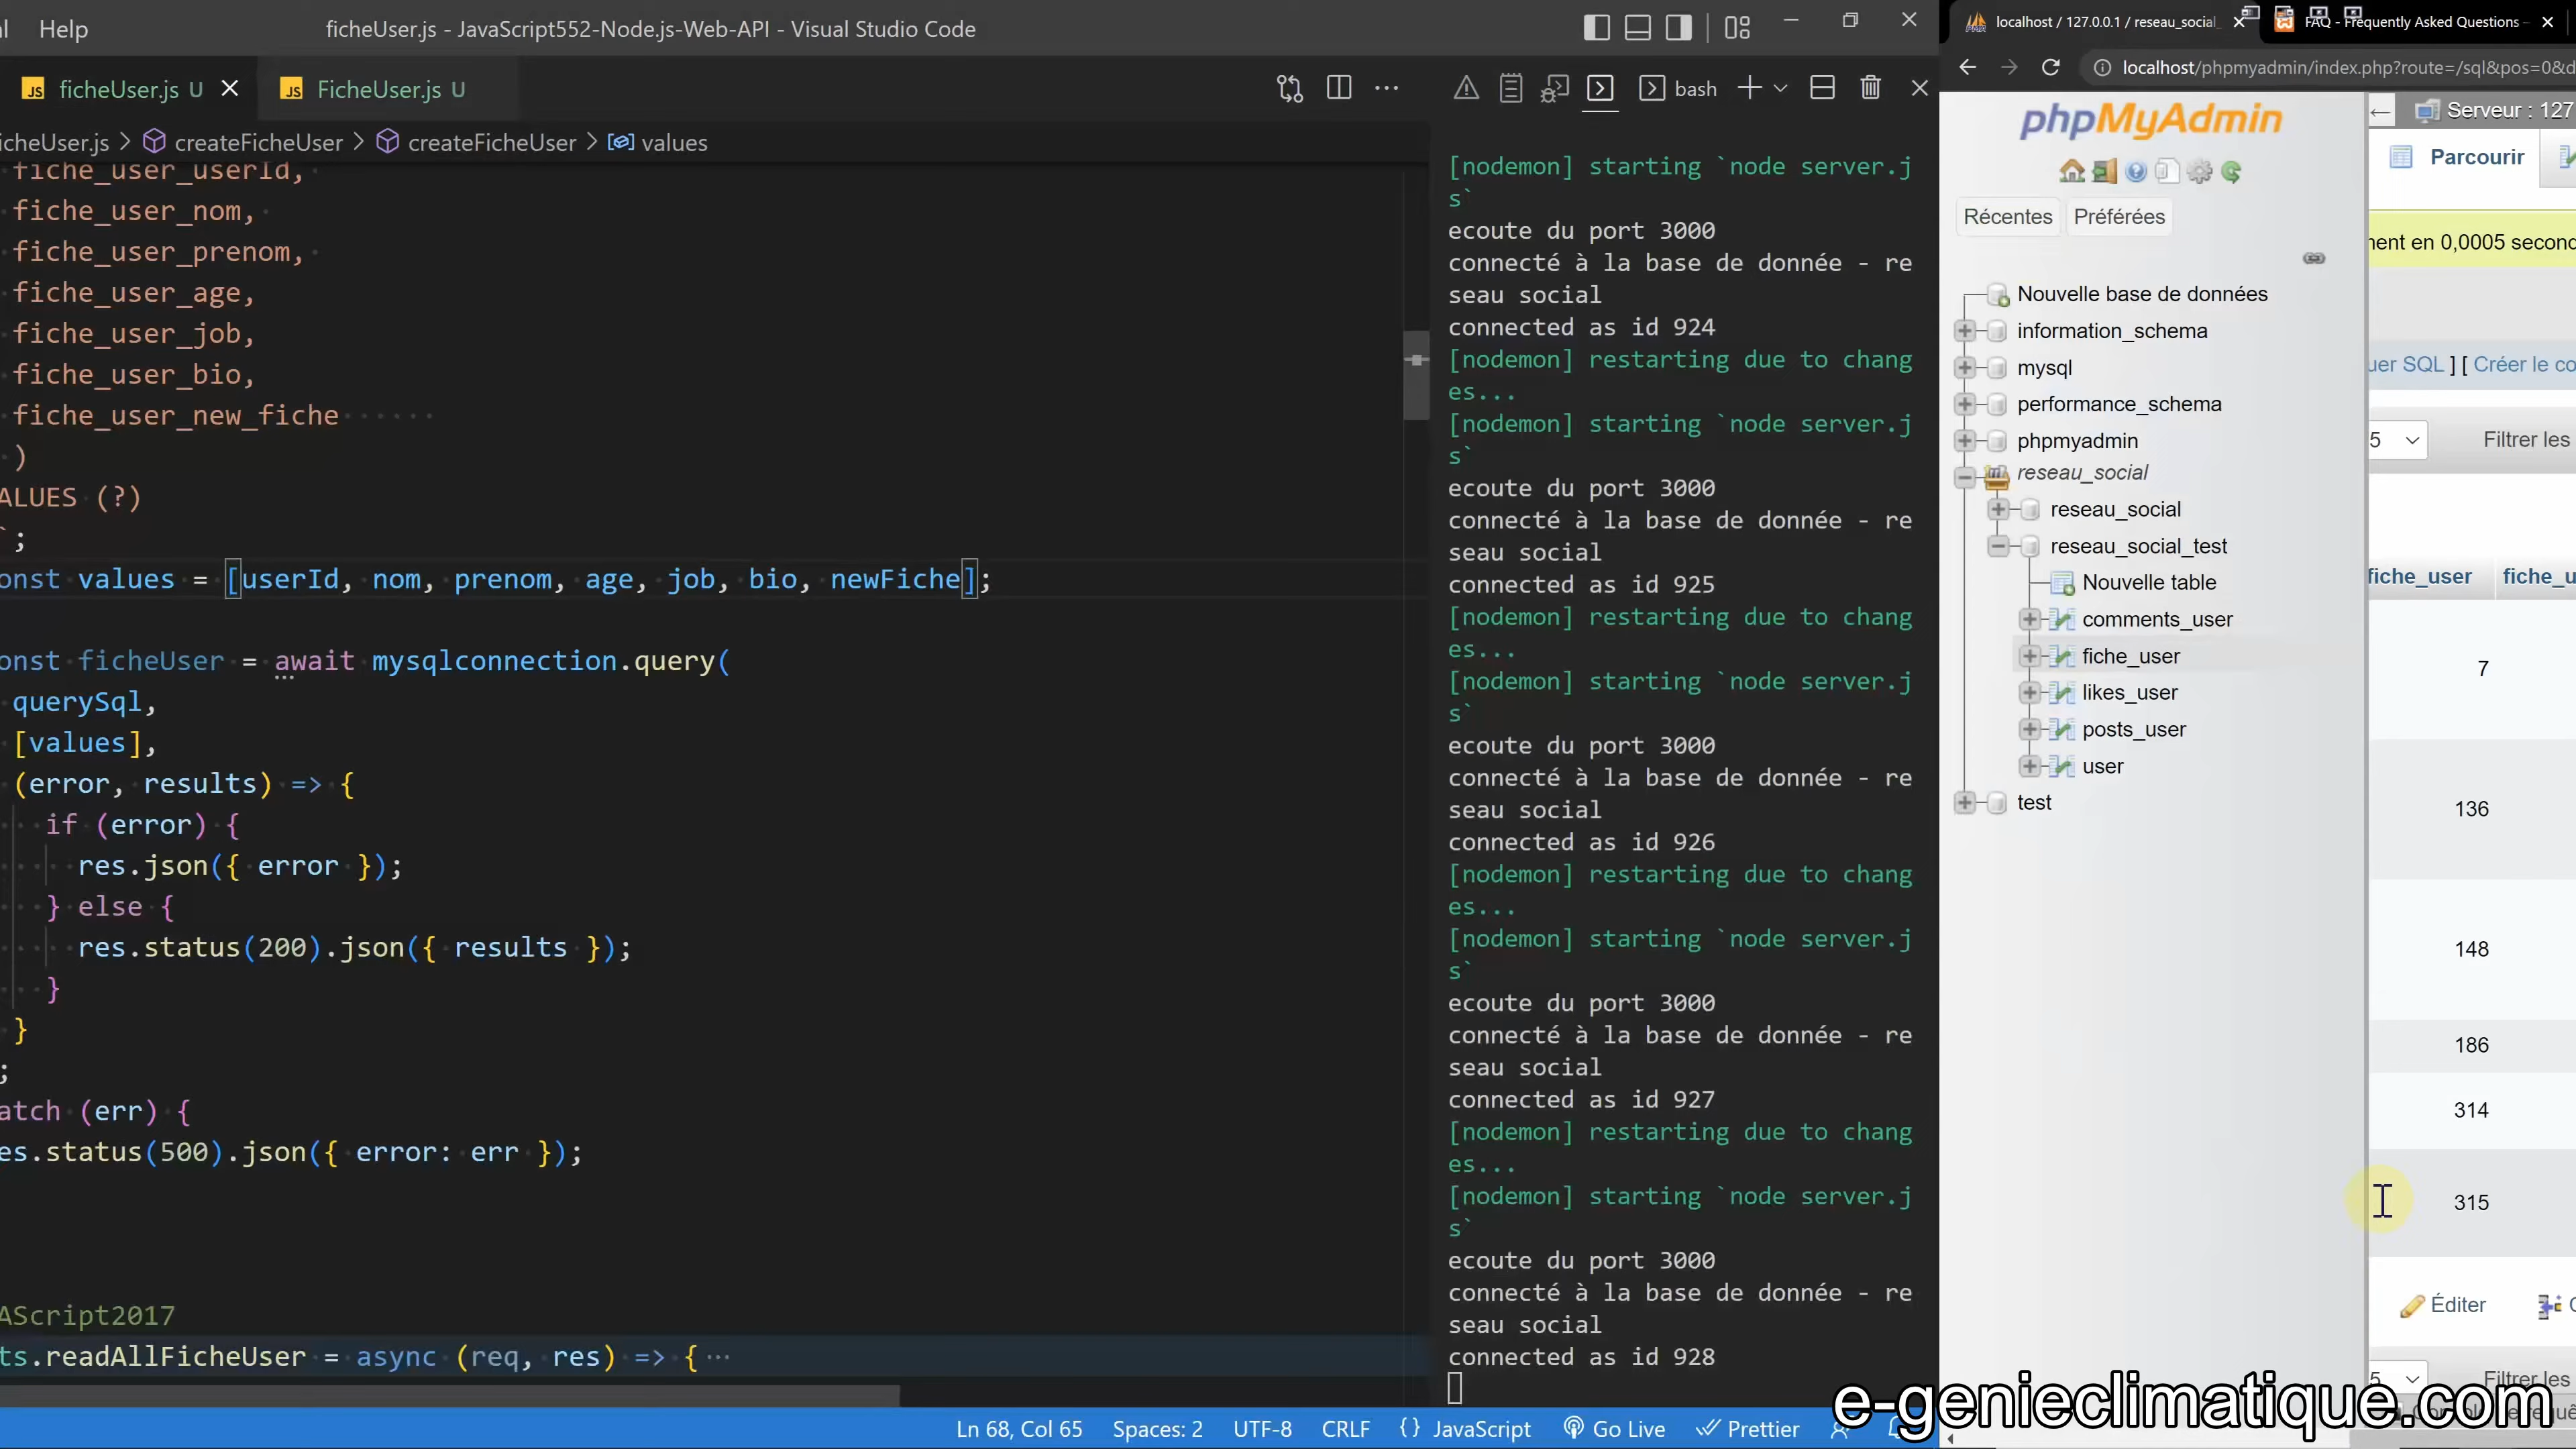 Help
ficheUser.js - JavaScript552-Node.js-Web-API - Visual Studio Code
ficheUser.js U
FicheUser.js U
icheUser.js > createFicheUser > createFicheUser > values
fiche_user_userId,
fiche_user_nom,
fiche_user_prenom,
fiche_user_age,
fiche_user_job,
fiche_user_bio,
fiche_user_new_fiche
)
ALUES (?)
`;
onst values = [userId, nom, prenom, age, job, bio, newFiche];
onst ficheUser = await mysqlconnection.query(
querySql,
[values],
(error, results) => {
if (error) {
res.json({ error });
} else {
res.status(200).json({ results });
}
}
;
atch (err) {
es.status(500).json({ error: err });
AScript2017
ts.readAllFicheUser = async (req, res) => { ...
bash
[nodemon] starting `node server.j
s`
ecoute du port 3000
connecté à la base de donnée - re
seau social
connected as id 924
[nodemon] restarting due to chang
es...
[nodemon] starting `node server.j
s`
ecoute du port 3000
connecté à la base de donnée - re
seau social
connected as id 925
[nodemon] restarting due to chang
es...
[nodemon] starting `node server.j
s`
ecoute du port 3000
connecté à la base de donnée - re
seau social
connected as id 926
[nodemon] restarting due to chang
es...
[nodemon] starting `node server.j
s`
ecoute du port 3000
connecté à la base de donnée - re
seau social
connected as id 927
[nodemon] restarting due to chang
es...
[nodemon] starting `node server.j
s`
ecoute du port 3000
connecté à la base de donnée - re
seau social
connected as id 928
Ln 68, Col 65 Spaces: 2 UTF-8 CRLF {} JavaScript Go Live Prettier
localhost / 127.0.0.1 / reseau_social_
FAQ - Frequently Asked Questions
localhost/phpmyadmin/index.php?route=/sql&pos=0&d
phpMyAdmin
Récentes Préférées
Nouvelle base de données
information_schema
mysql
performance_schema
phpmyadmin
reseau_social
reseau_social
reseau_social_test
Nouvelle table
comments_user
fiche_user
likes_user
posts_user
user
test
Serveur : 127
Parcourir
ment en 0,0005 second
uer SQL ] [ Créer le co
5 Filtrer les
fiche_user fiche_u
7
136
148
186
314
315
Éditer
5 Filtrer les
e-genieclimatique.com